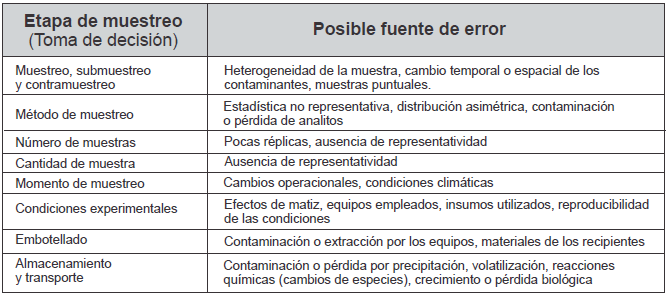 Etapa de muestreo
(Toma de decisión)
Posible fuente de error
Muestreo, submuestreo
y contramuestreo
Heterogeneidad de la muestra, cambio temporal o espacial de los
contaminantes, muestras puntuales.
Método de muestreo
Estadística no representativa, distribución asimétrica, contaminación
o pérdida de analitos
Número de muestras
Pocas réplicas, ausencia de representatividad
Cantidad de muestra
Ausencia de representatividad
Momento de muestreo
Cambios operacionales, condiciones climáticas
Condiciones experimentales
Efectos de matiz, equipos empleados, insumos utilizados, reproducibilidad
de las condiciones
Embotellado
Contaminación o extracción por los equipos, materiales de los recipientes
Almacenamiento
y transporte
Contaminación o pérdida por precipitación, volatilización, reacciones
químicas (cambios de especies), crecimiento o pérdida biológica